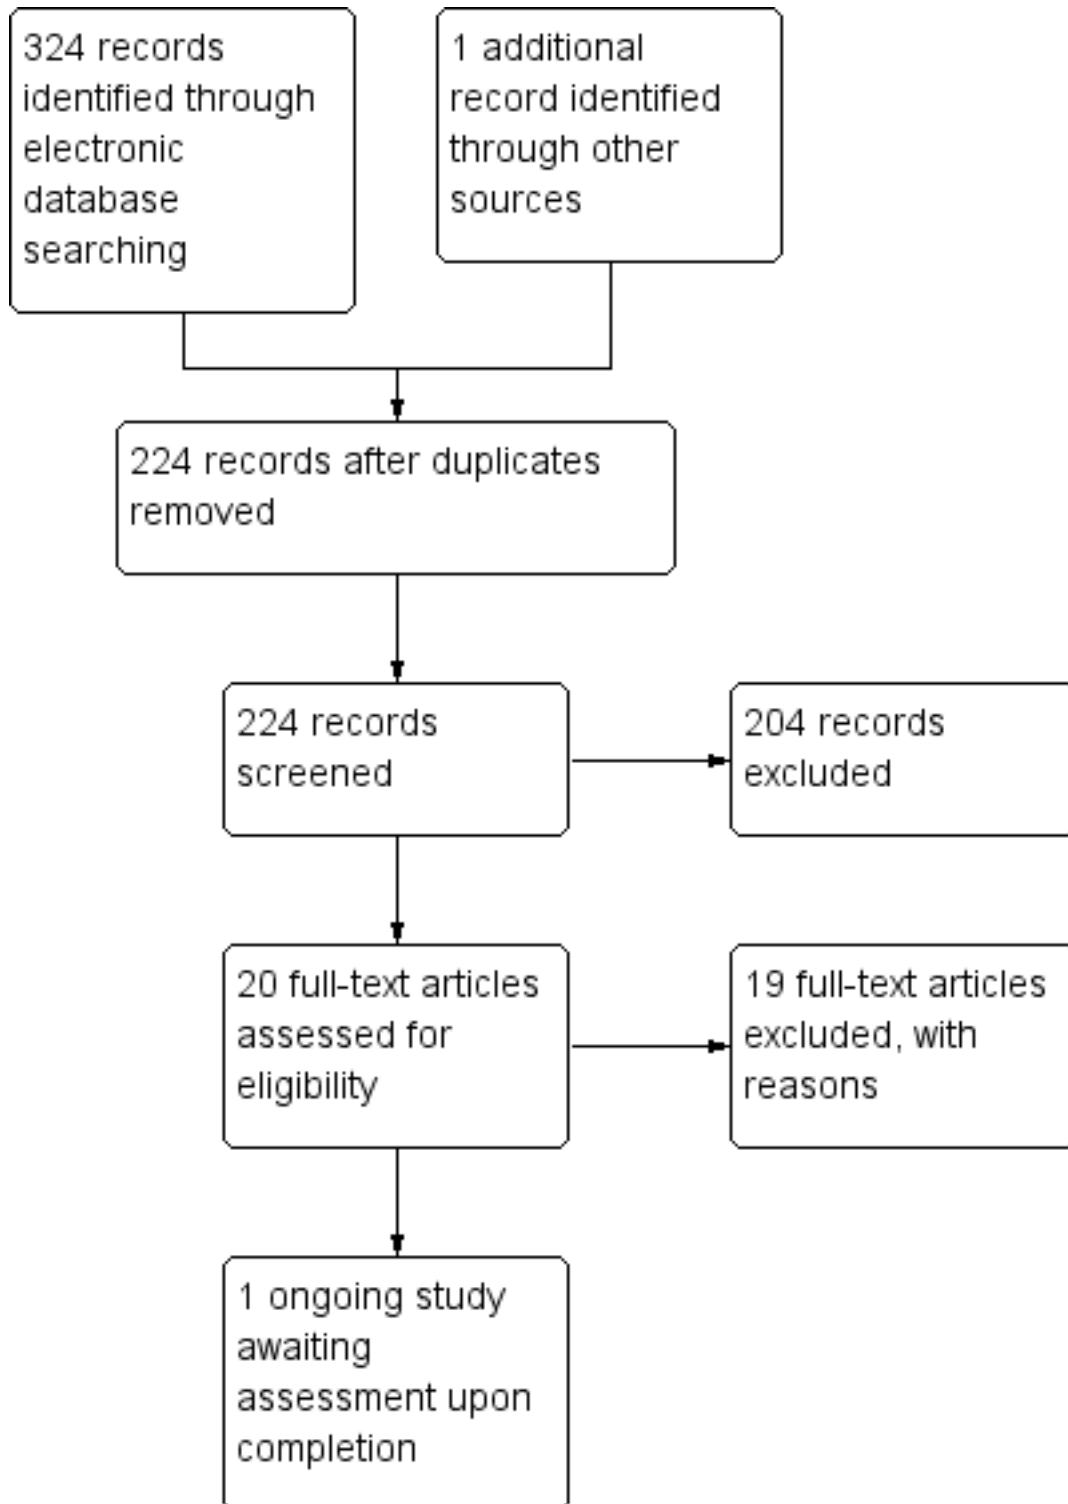 324 records
identified through
electronic
database
searching
1 additional
record identified
through other
sources
224 records after duplicates
removed
224 records
screened
204 records
excluded
20 full-text articles
assessed for
eligibility
19 full-text articles
excluded, with
reasons
1 ongoing study
awaiting
assessment upon
completion